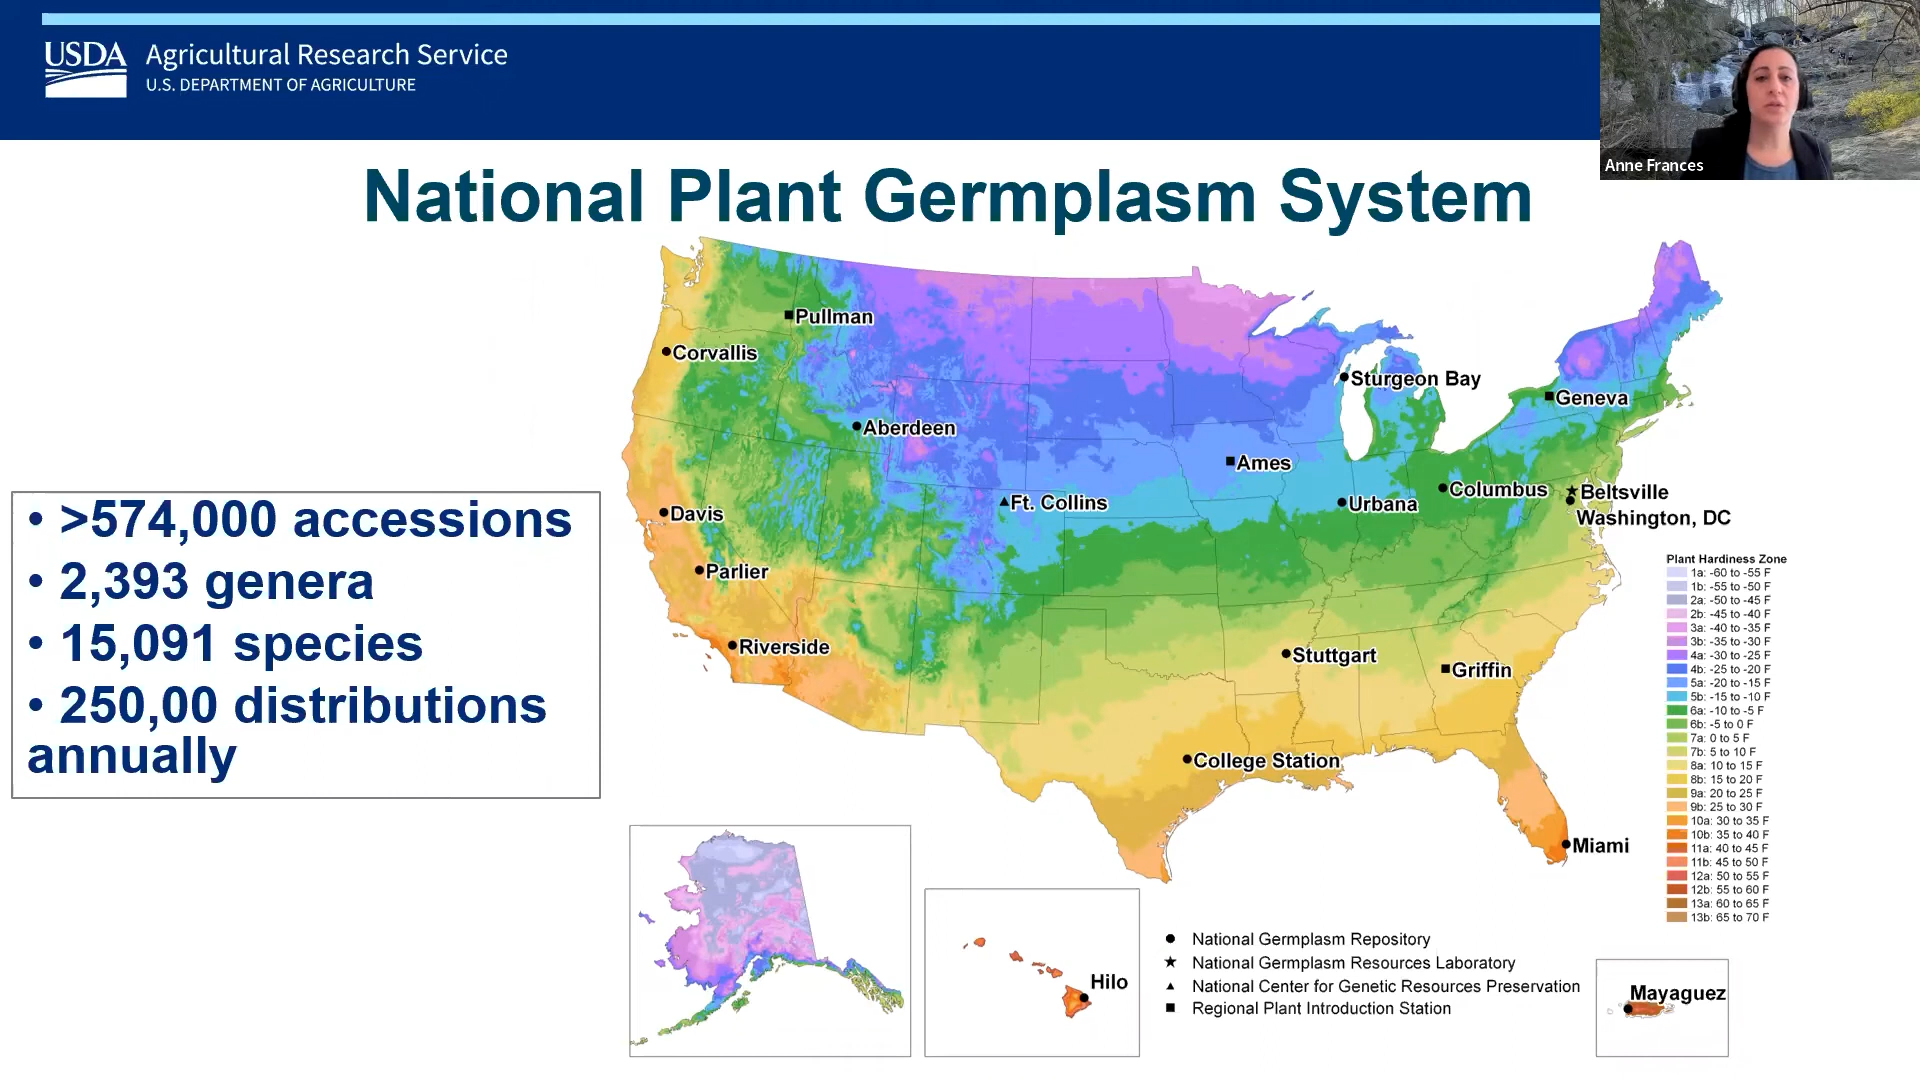 USDA
Agricultural Research Service
U.S. DEPARTMENT OF AGRICULTURE
Anne Frances
National Plant Germplasm System
• >574,000 accessions
• 2,393 genera
• 15,091 species
• 250,00 distributions
annually
Pullman
Corvallis
Sturgeon Bay
Geneva
Aberdeen
Ames
Ft. Collins
Urbana
Columbus
Beltsville
Washington, DC
Davis
Parlier
Riverside
Stuttgart
Griffin
College Station
Miami
Hilo
Mayaguez
Plant Hardiness Zone
1a: -60 to -55 F
1b: -55 to -50 F
2a: -50 to -45 F
2b: -45 to -40 F
3a: -40 to -35 F
3b: -35 to -30 F
4a: -30 to -25 F
4b: -25 to -20 F
5a: -20 to -15 F
5b: -15 to -10 F
6a: -10 to -5 F
6b: -5 to 0 F
7a: 0 to 5 F
7b: 5 to 10 F
8a: 10 to 15 F
8b: 15 to 20 F
9a: 20 to 25 F
9b: 25 to 30 F
10a: 30 to 35 F
10b: 35 to 40 F
11a: 40 to 45 F
11b: 45 to 50 F
12a: 50 to 55 F
12b: 55 to 60 F
13a: 60 to 65 F
13b: 65 to 70 F
National Germplasm Repository
National Germplasm Resources Laboratory
National Center for Genetic Resources Preservation
Regional Plant Introduction Station